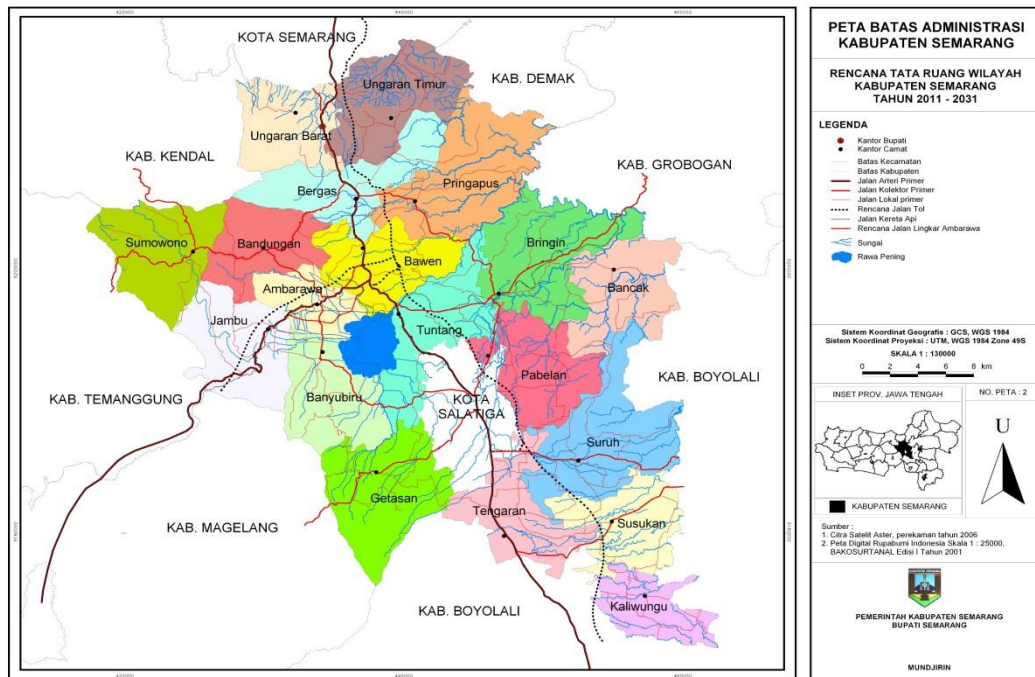 420000
440000
460000
KOTA SEMARANG
KAB. DEMAK
Ungaran Timur
Ungaran Barat
KAB. KENDAL
KAB. GROBOGAN
Pringapus
Bergas
Sumowono
Bandungan
Bringin
Bawen
Ambarawa
Bancak
Jambu
Tuntang
Pabelan
KAB. BOYOLALI
KAB. TEMANGGUNG
Banyubiru
KOTA
SALATIGA
Suruh
Getasan
Tengaran
Susukan
KAB. MAGELANG
KAB. BOYOLALI
Kaliwungu
420000
440000
460000
PETA BATAS ADMINISTRASI
KABUPATEN SEMARANG
RENCANA TATA RUANG WILAYAH
KABUPATEN SEMARANG
TAHUN 2011 - 2031
LEGENDA
Kantor Bupati
Kantor Camat
Batas Kecamatan
Batas Kabupaten
Jalan Arteri Primer
Jalan Kolektor Primer
Jalan Lokal primer
Rencana Jalan Tol
Jalan Kereta Api
Rencana Jalan Lingkar Ambarawa
Sungai
Rawa Pening
Sistem Koordinat Geografis : GCS, WGS 1984
Sistem Koordinat Proyeksi : UTM, WGS 1984 Zone 49S
SKALA 1 : 130000
0 2 4 8 km
INSET PROV. JAWA TENGAH
NO. PETA : 2
U
KABUPATEN SEMARANG
Sumber :
1. Citra Satelit Aster, perekaman tahun 2006
2. Peta Digital Rupabumi Indonesia Skala 1 : 25000,
BAKOSURTANAL Edisi I Tahun 2001
PEMERINTAH KABUPATEN SEMARANG
BUPATI SEMARANG
MUNDJIRIN